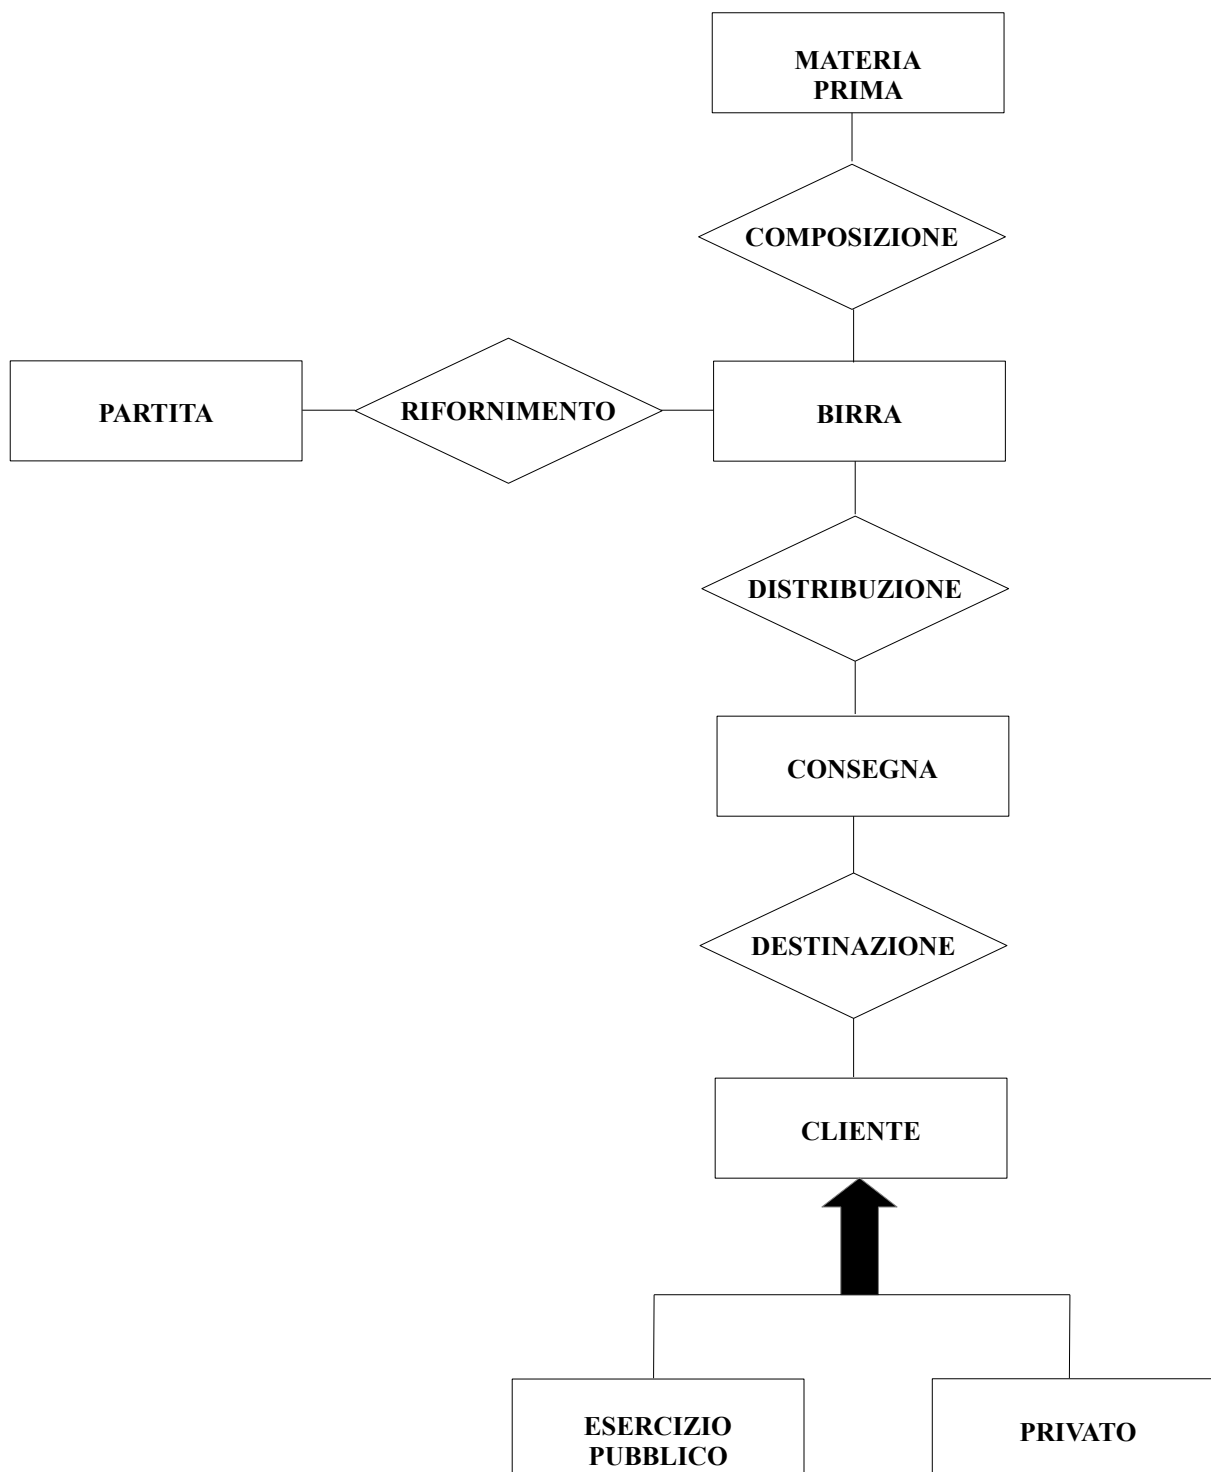 MATERIA
PRIMA
COMPOSIZIONE
PARTITA
RIFORNIMENTO
BIRRA
DISTRIBUZIONE
CONSEGNA
DESTINAZIONE
CLIENTE
ESERCIZIO
PUBBLICO
PRIVATO